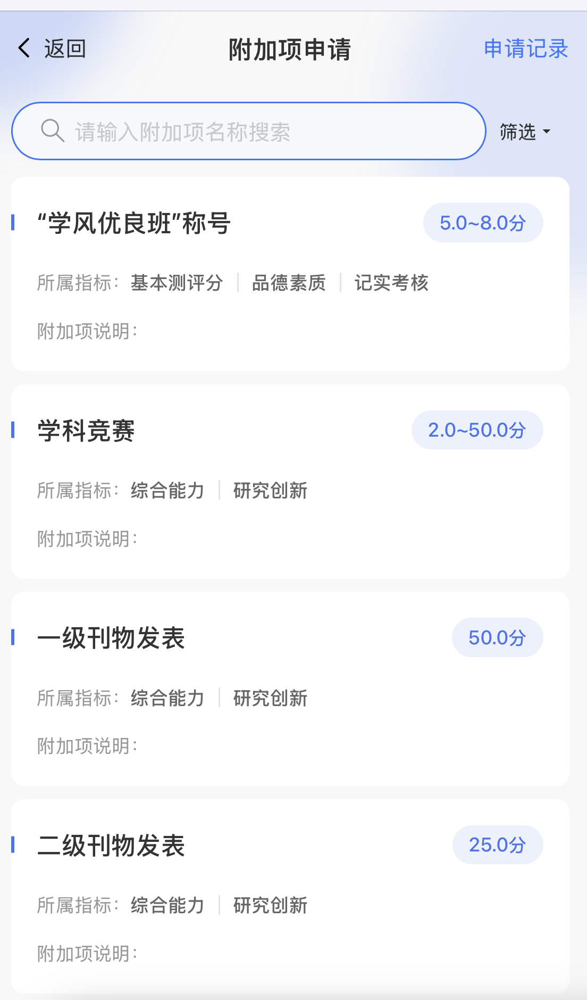 返回 附加项申请 申请记录
请输入附加项名称搜索 筛选
“学风优良班”称号 5.0~8.0分
所属指标：基本测评分 品德素质 记实考核
附加项说明：
学科竞赛 2.0~50.0分
所属指标：综合能力 研究创新
附加项说明：
一级刊物发表 50.0分
所属指标：综合能力 研究创新
附加项说明：
二级刊物发表 25.0分
所属指标：综合能力 研究创新
附加项说明：